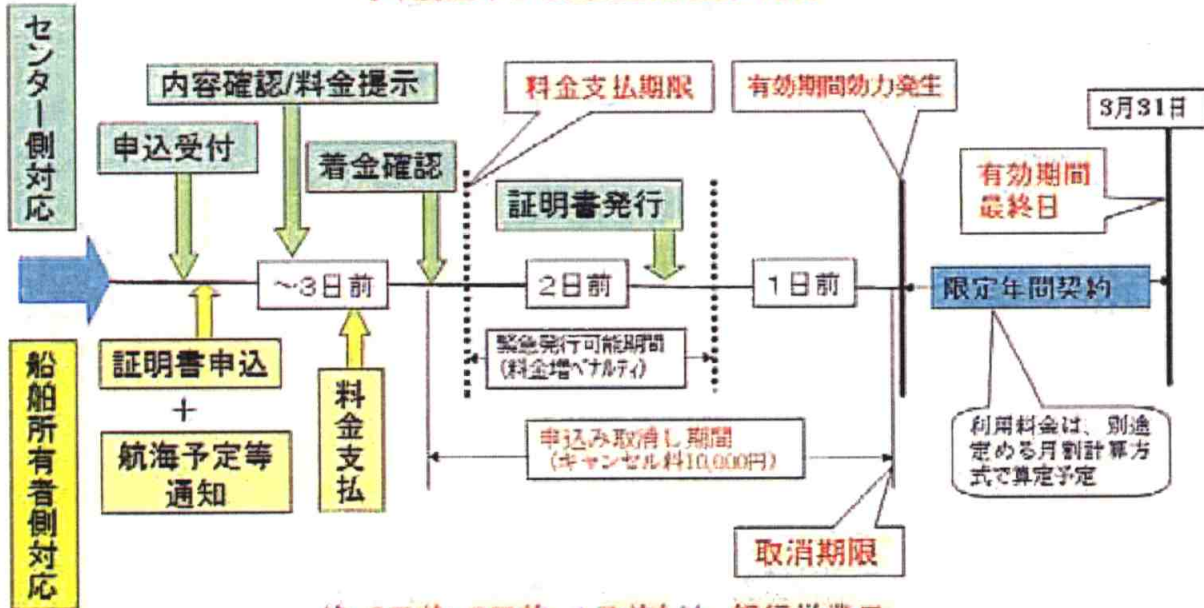 センター側対応
内容確認/料金提示
申込受付
着金確認
料金支払期限
有効期間効力発生
3月31日
有効期間
最終日
証明書発行
～3日前
2日前
1日前
限定年間契約
緊急発行可能期間
(料金増ペナルティ)
船舶所有者側対応
証明書申込
+
航海予定等
通知
料金支払
申込み取消し期間
(キャンセル料10,000円)
利用料金は、別途
定める月割計算方
式で算定予定
取消期限